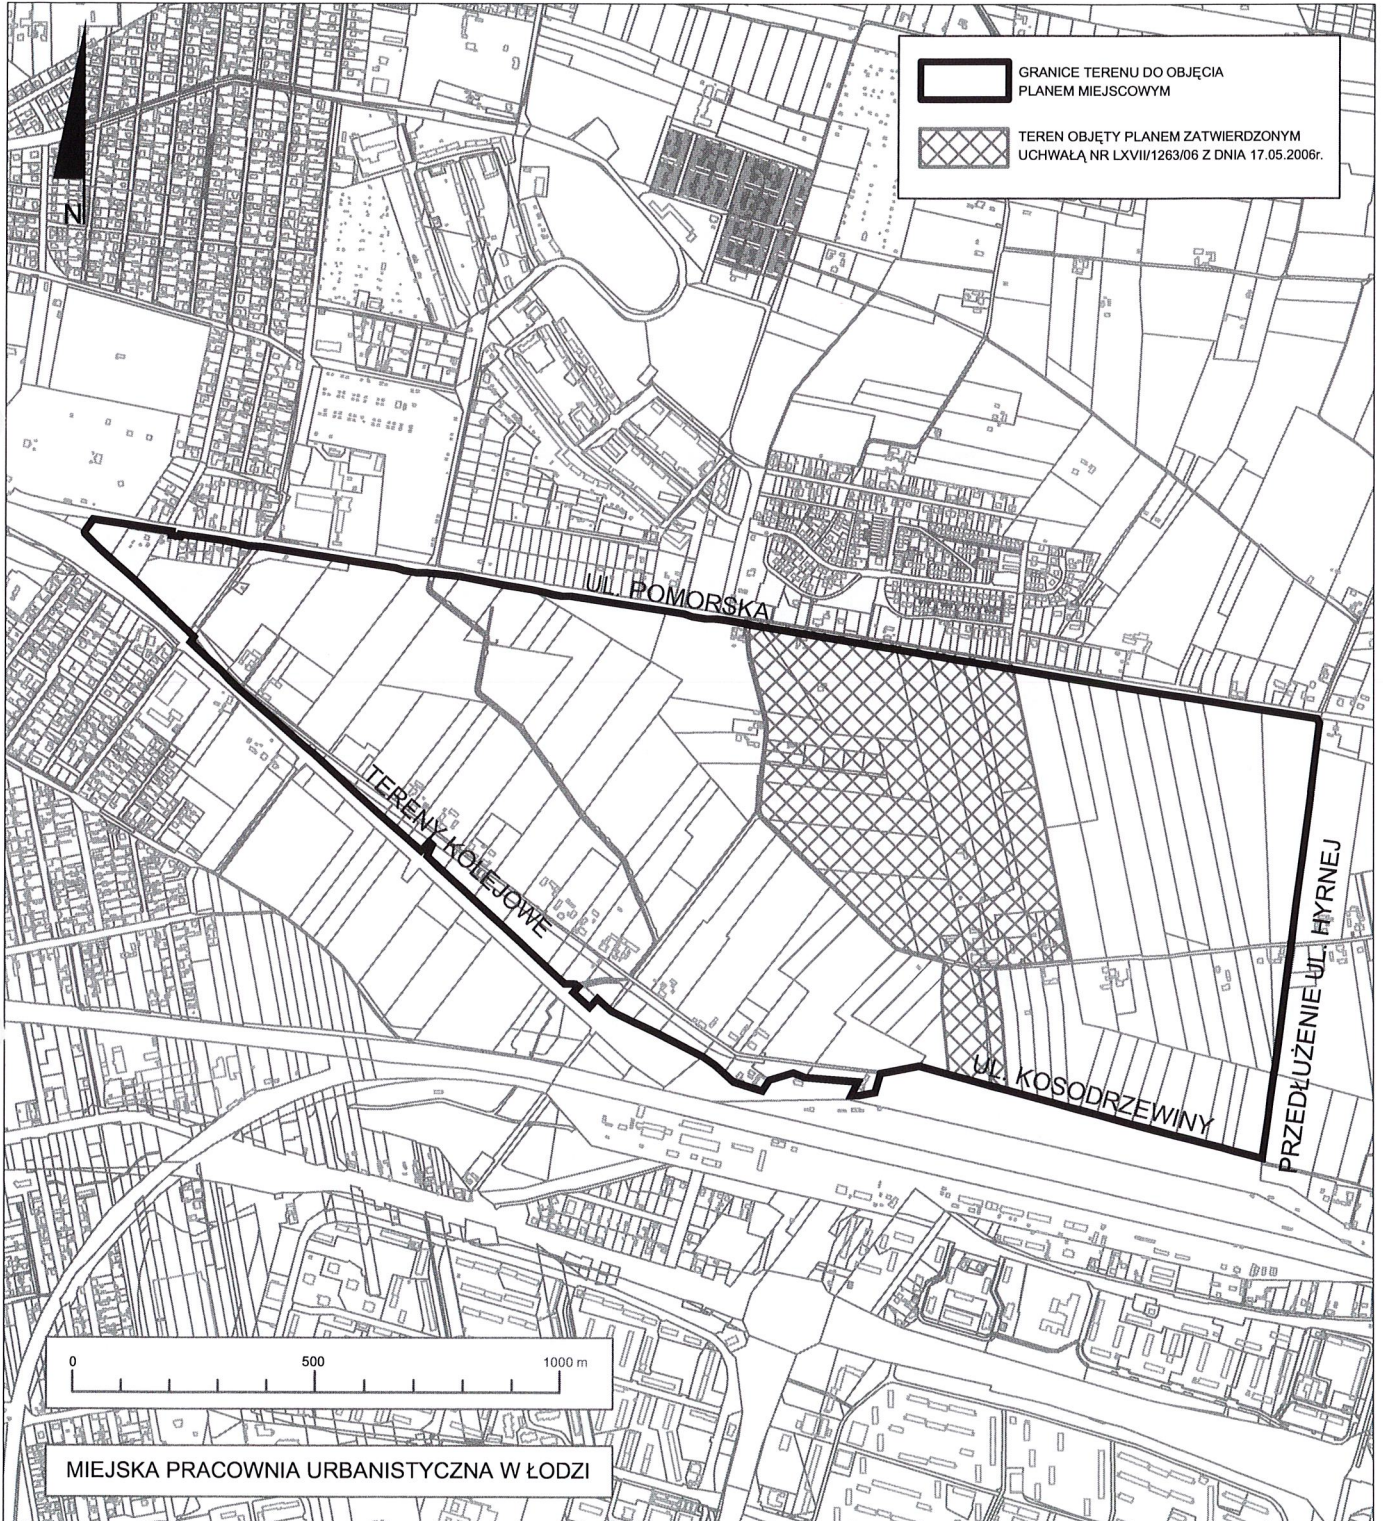 GRANICE TERENU DO OBJĘCIA
PLANEM MIEJSCOWYM
TEREN OBJĘTY PLANEM ZATWIERDZONYM
UCHWAŁĄ NR LXVII/1263/06 Z DNIA 17.05.2006r.
N
UL. POMORSKA
TERENY KOLEJOWE
PRZEDŁUŻENIE UL. HYRNEJ
UL. KOSODRZEWINY
0 500 1000 m
MIEJSKA PRACOWNIA URBANISTYCZNA W ŁODZI